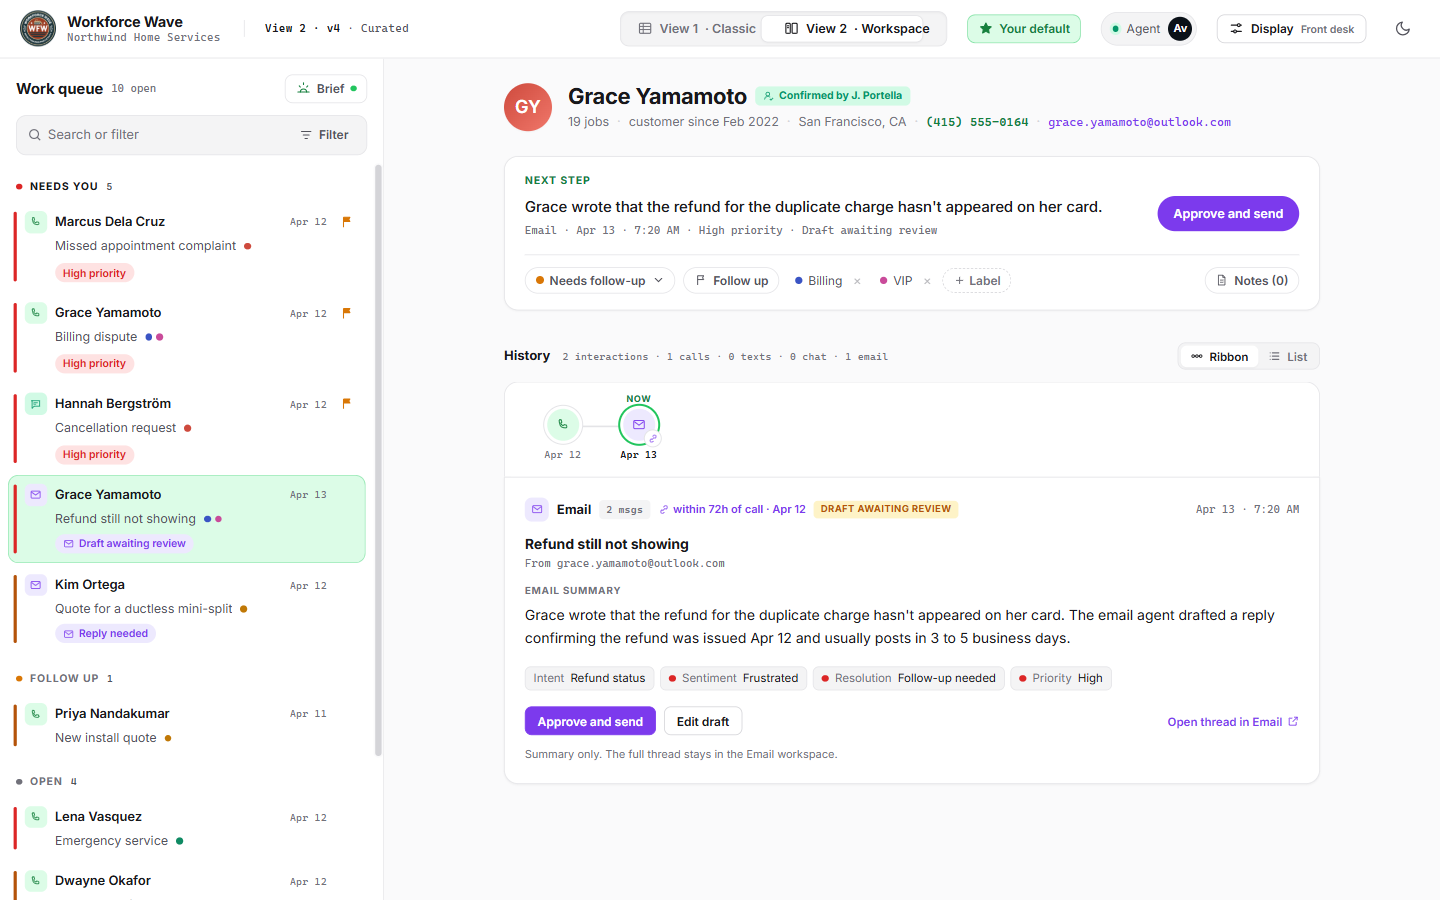 Workforce Wave
Northwind Home Services
View 2 · v4 · Curated
View 1 · Classic
View 2 · Workspace
Your default
Agent Av
Display Front desk
Work queue 10 open
Brief
Search or filter
Filter
NEEDS YOU 5
Marcus Dela Cruz Apr 12
Missed appointment complaint
High priority
Grace Yamamoto Apr 12
Billing dispute
High priority
Hannah Bergström Apr 12
Cancellation request
High priority
Grace Yamamoto Apr 13
Refund still not showing
Draft awaiting review
Kim Ortega Apr 12
Quote for a ductless mini-split
Reply needed
FOLLOW UP 1
Priya Nandakumar Apr 11
New install quote
OPEN 4
Lena Vasquez Apr 12
Emergency service
Dwayne Okafor Apr 12
GY
Grace Yamamoto Confirmed by J. Portella
19 jobs · customer since Feb 2022 · San Francisco, CA · (415) 555-0164 · grace.yamamoto@outlook.com
NEXT STEP
Grace wrote that the refund for the duplicate charge hasn't appeared on her card.
Email · Apr 13 · 7:20 AM · High priority · Draft awaiting review
Approve and send
Needs follow-up
Follow up
Billing ×
VIP ×
+ Label
Notes (0)
History 2 interactions · 1 calls · 0 texts · 0 chat · 1 email
Ribbon
List
NOW
Apr 12
Apr 13
Email 2 msgs within 72h of call · Apr 12 DRAFT AWAITING REVIEW Apr 13 · 7:20 AM
Refund still not showing
From grace.yamamoto@outlook.com
EMAIL SUMMARY
Grace wrote that the refund for the duplicate charge hasn't appeared on her card. The email agent drafted a reply
confirming the refund was issued Apr 12 and usually posts in 3 to 5 business days.
Intent Refund status
Sentiment Frustrated
Resolution Follow-up needed
Priority High
Approve and send
Edit draft
Open thread in Email
Summary only. The full thread stays in the Email workspace.